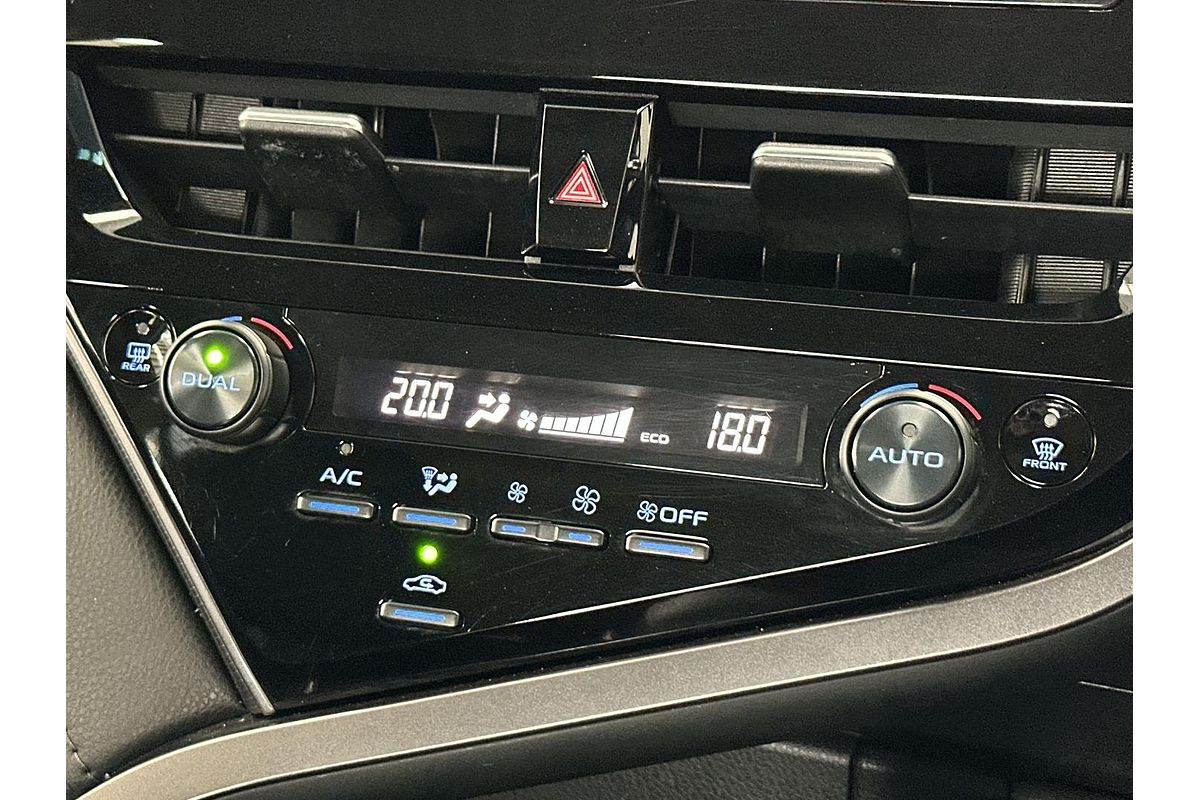 REAR
DUAL
20.0
ECO
18.0
AUTO
FRONT
A/C
OFF